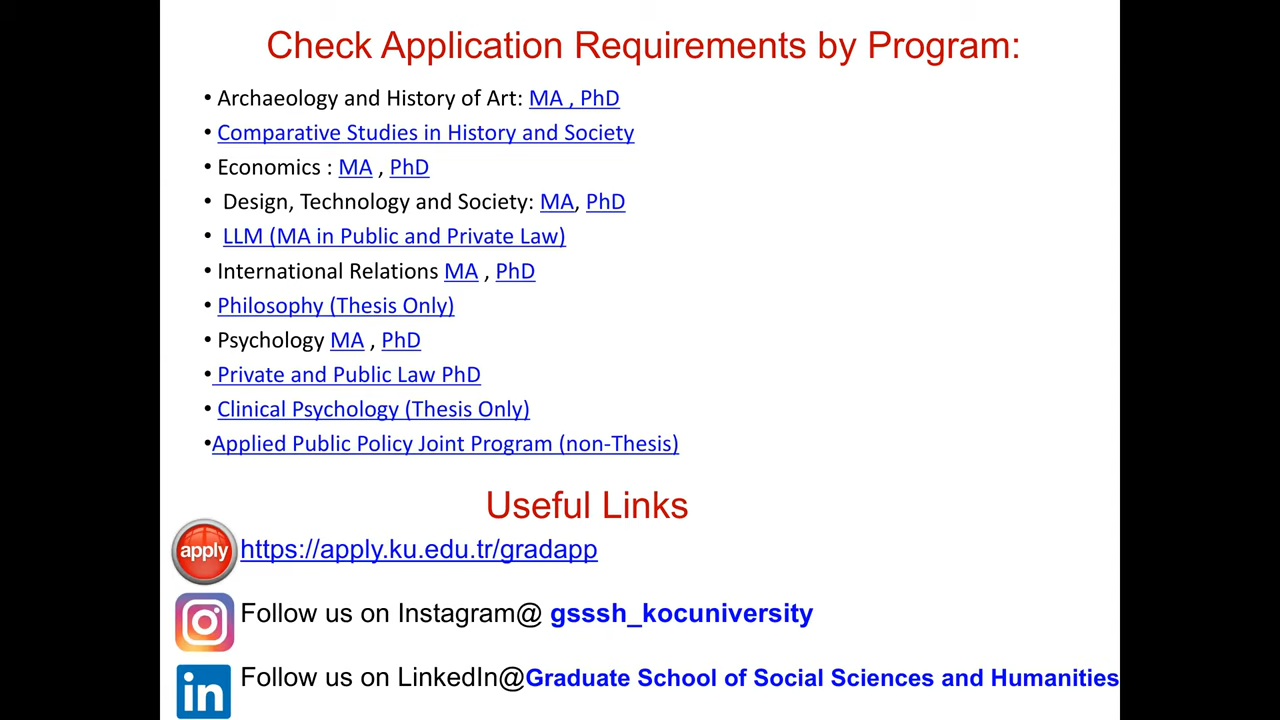 Check Application Requirements by Program:
• Archaeology and History of Art: MA , PhD
• Comparative Studies in History and Society
• Economics : MA , PhD
• Design, Technology and Society: MA, PhD
• LLM (MA in Public and Private Law)
• International Relations MA , PhD
• Philosophy (Thesis Only)
• Psychology MA , PhD
• Private and Public Law PhD
• Clinical Psychology (Thesis Only)
•Applied Public Policy Joint Program (non-Thesis)
Useful Links
apply https://apply.ku.edu.tr/gradapp
Follow us on Instagram@ gsssh_kocuniversity
in Follow us on LinkedIn@Graduate School of Social Sciences and Humanities